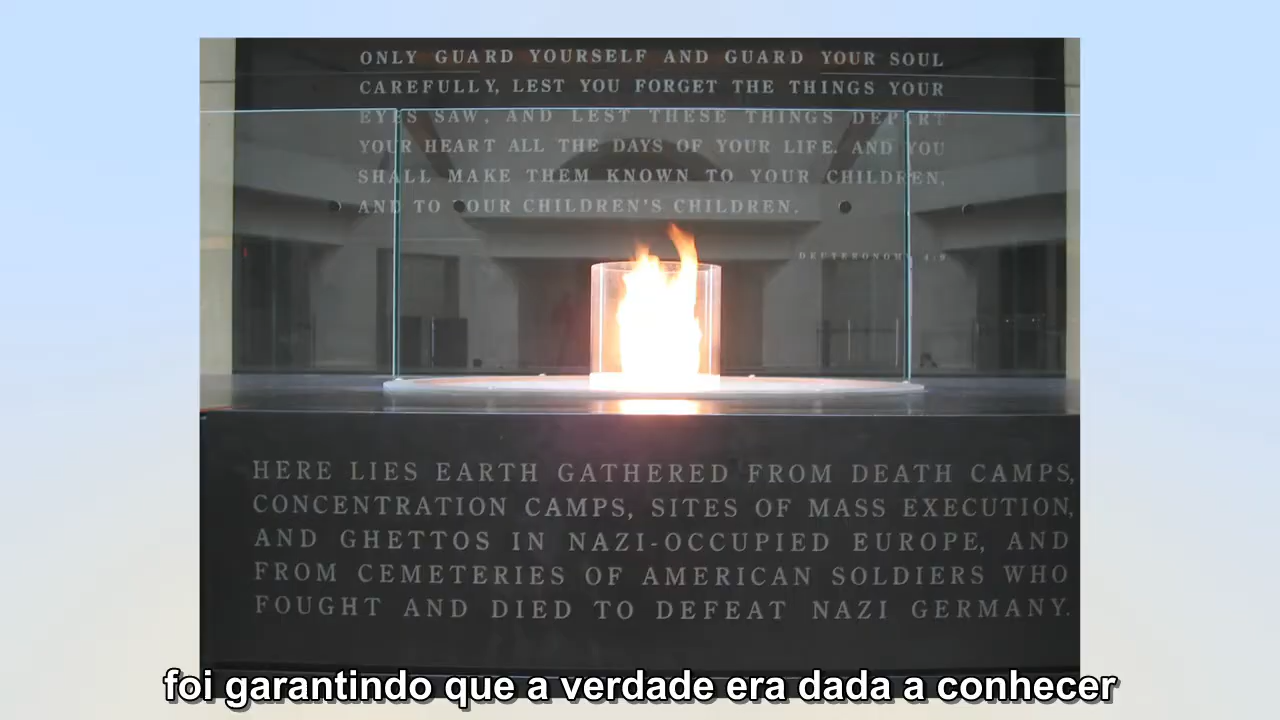 ONLY GUARD YOURSELF AND GUARD YOUR SOUL
CAREFULLY, LEST YOU FORGET THE THINGS YOUR
EYES SAW, AND LEST THESE THINGS DEPART
YOUR HEART ALL THE DAYS OF YOUR LIFE. AND YOU
SHALL MAKE THEM KNOWN TO YOUR CHILDREN,
AND TO YOUR CHILDREN'S CHILDREN.
DEUTERONOMY 4:9
HERE LIES EARTH GATHERED FROM DEATH CAMPS,
CONCENTRATION CAMPS, SITES OF MASS EXECUTION,
AND GHETTOS IN NAZI-OCCUPIED EUROPE, AND
FROM CEMETERIES OF AMERICAN SOLDIERS WHO
FOUGHT AND DIED TO DEFEAT NAZI GERMANY.
foi garantindo que a verdade era dada a conhecer